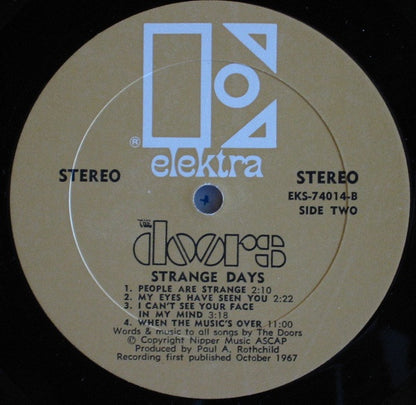 ®
elektra
STEREO STEREO
EKS-74014-B
SIDE TWO
THE
doors
STRANGE DAYS
1. PEOPLE ARE STRANGE 2:10
2. MY EYES HAVE SEEN YOU 2:22
3. I CAN'T SEE YOUR FACE
IN MY MIND 3:18
4. WHEN THE MUSIC'S OVER 11:00
Words & music to all songs by The Doors
© Copyright Nipper Music ASCAP
Produced by Paul A. Rothchild
Recording first published October 1967